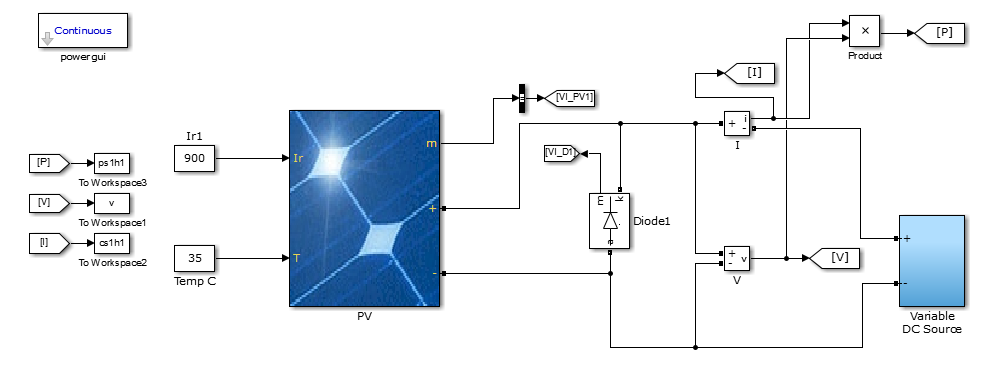 Continuous
powergui
[P]
ps1h1
To Workspace3
[V]
v
To Workspace1
[I]
cs1h1
To Workspace2
Ir1
900
35
Temp C
Ir
T
m
+
-
PV
[VI_PV1]
[VI_D1]
m
k
a
Diode1
[I]
+
i
-
I
+
-
v
V
[V]
×
Product
[P]
+
-
Variable
DC Source